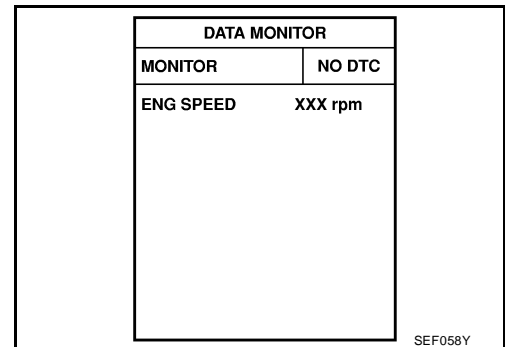 DATA MONITOR
MONITOR NO DTC
ENG SPEED XXX rpm
SEF058Y